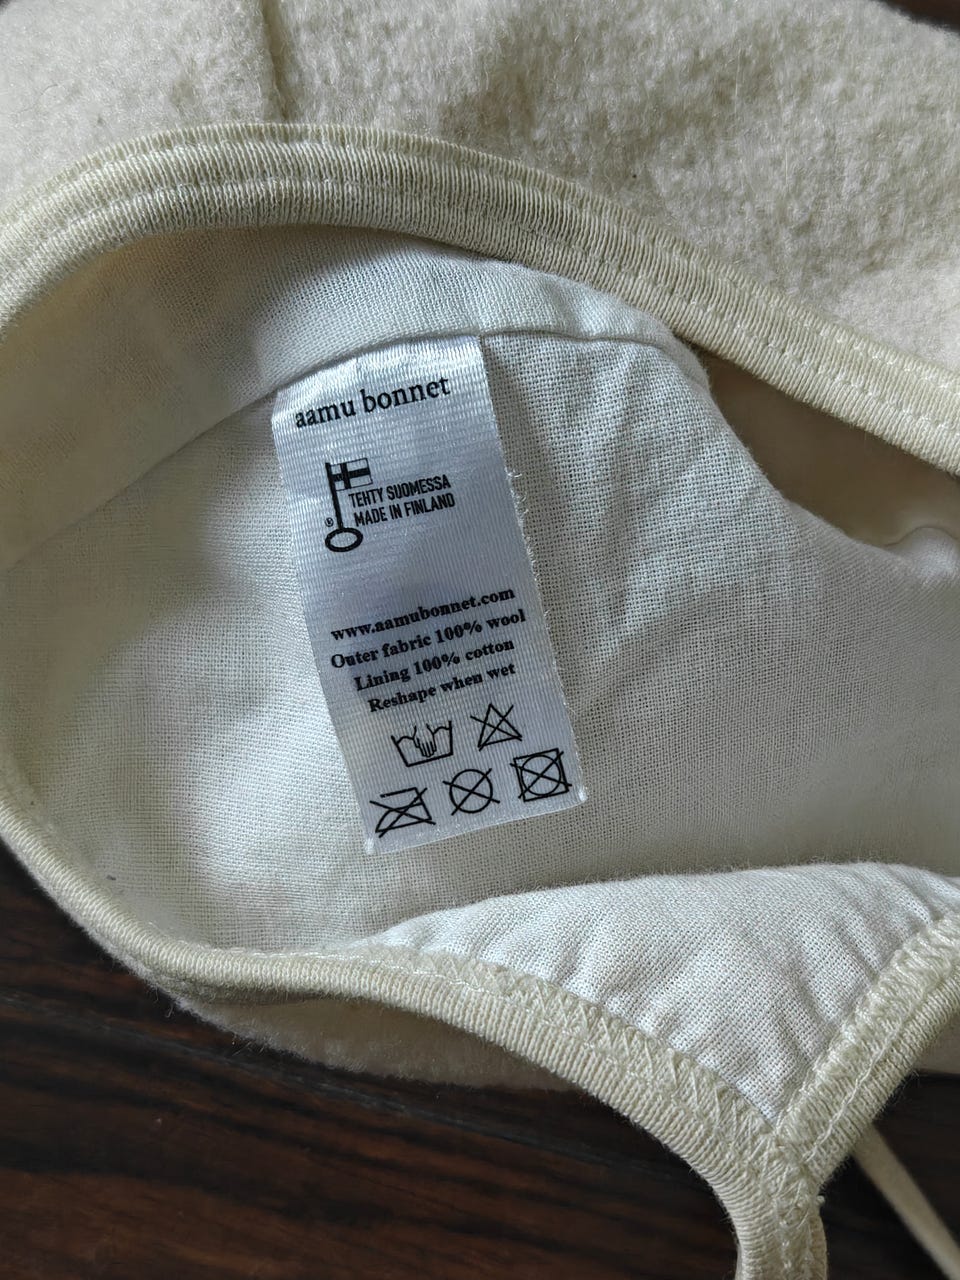 aamu bonnet
TEHTY SUOMESSA
® MADE IN FINLAND
www.aamubonnet.com
Outer fabric 100% wool
Lining 100% cotton
Reshape when wet